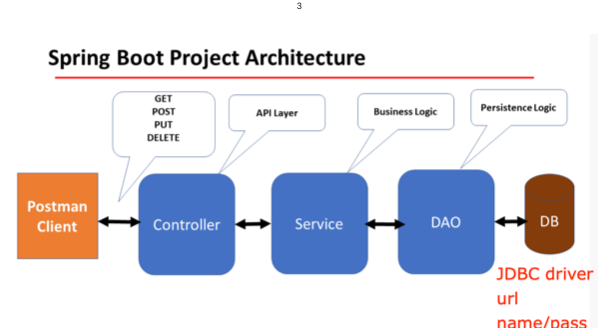 3
Spring Boot Project Architecture
GET
POST
PUT
DELETE
API Layer
Business Logic
Persistence Logic
Postman
Client
Controller
Service
DAO
DB
JDBC driver
url
name/pass